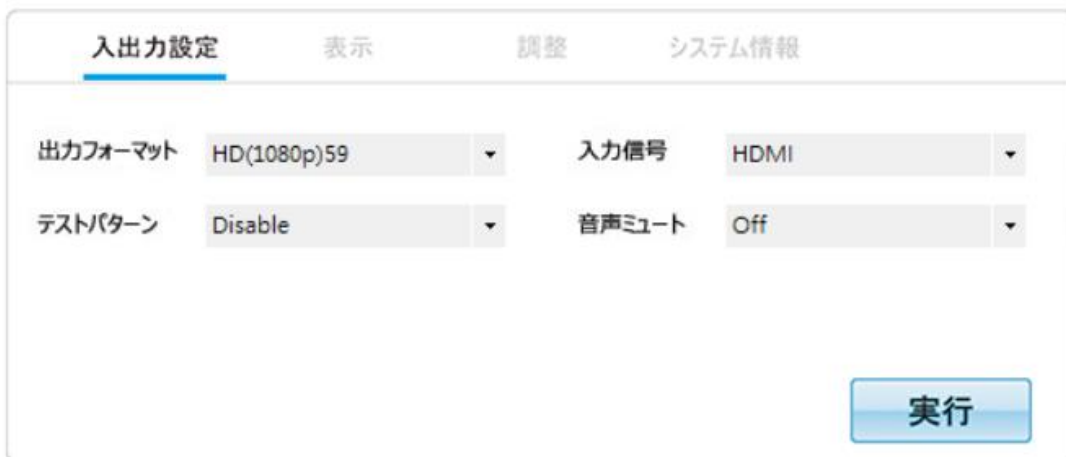 入出力設定 表示 調整 システム情報
出力フォーマット HD(1080p)59 入力信号 HDMI
テストパターン Disable 音声ミュート Off
実行